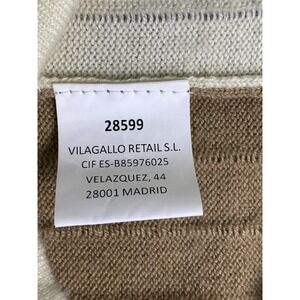 28599
VILAGALLO RETAIL S.L.
CIF ES-B85976025
VELAZQUEZ, 44
28001 MADRID